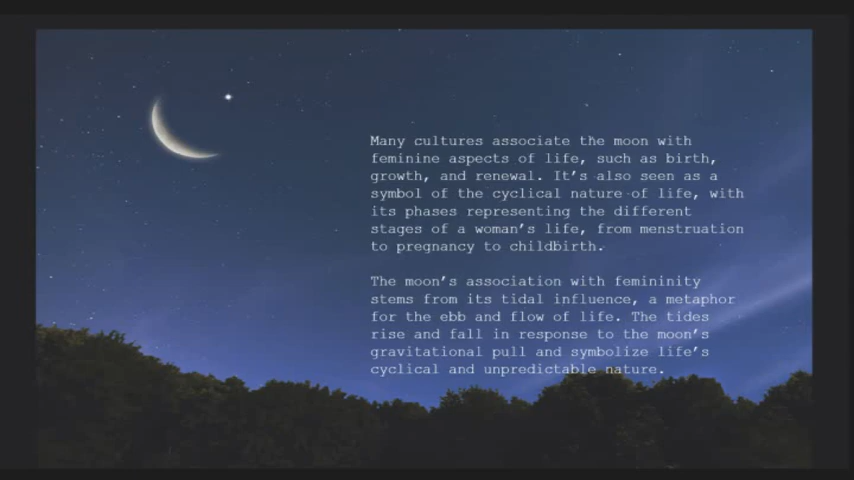 Many cultures associate the moon with
feminine aspects of life, such as birth,
growth, and renewal. It's also seen as a
symbol of the cyclical nature of life, with
its phases representing the different
stages of a woman's life, from menstruation
to pregnancy to childbirth.
The moon's association with femininity
stems from its tidal influence, a metaphor
for the ebb and flow of life. The tides
rise and fall in response to the moon's
gravitational pull and symbolize life's
cyclical and unpredictable nature.